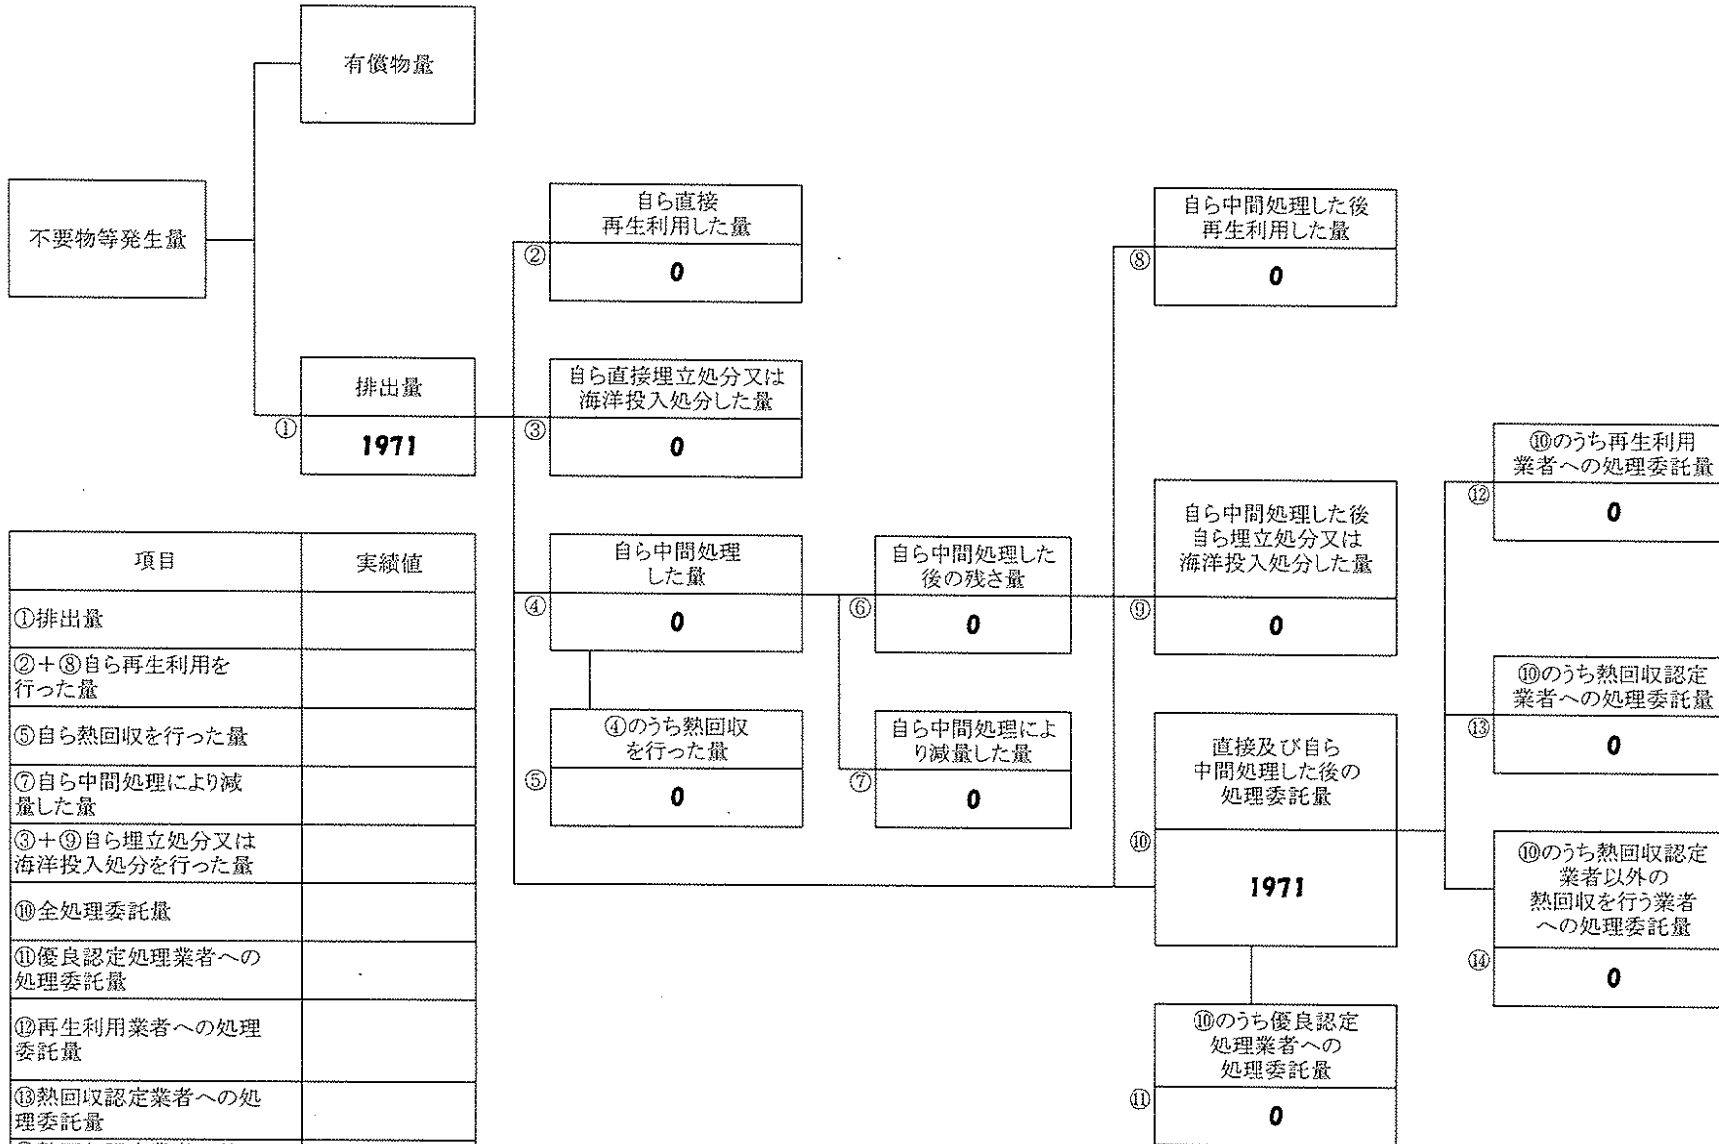 有償物量
不要物等発生量
排出量
①
1971
自ら直接
再生利用した量
②
0
自ら直接埋立処分又は
海洋投入処分した量
③
0
自ら中間処理
した量
④
0
④のうち熱回収
を行った量
⑤
0
自ら中間処理した
後の残さ量
⑥
0
自ら中間処理によ
り減量した量
⑦
0
自ら中間処理した後
再生利用した量
⑧
0
自ら中間処理した後
自ら埋立処分又は
海洋投入処分した量
⑨
0
直接及び自ら
中間処理した後の
処理委託量
⑩
1971
⑩のうち優良認定
処理業者への
処理委託量
⑪
0
⑩のうち再生利用
業者への処理委託量
⑫
0
⑩のうち熱回収認定
業者への処理委託量
⑬
0
⑩のうち熱回収認定
業者以外の
熱回収を行う業者
への処理委託量
⑭
0
項目 実績値
①排出量
②+⑧自ら再生利用を
行った量
⑤自ら熱回収を行った量
⑦自ら中間処理により減
量した量
③+⑨自ら埋立処分又は
海洋投入処分を行った量
⑩全処理委託量
⑪優良認定処理業者への
処理委託量
⑫再生利用業者への処理
委託量
⑬熱回収認定業者への処
理委託量